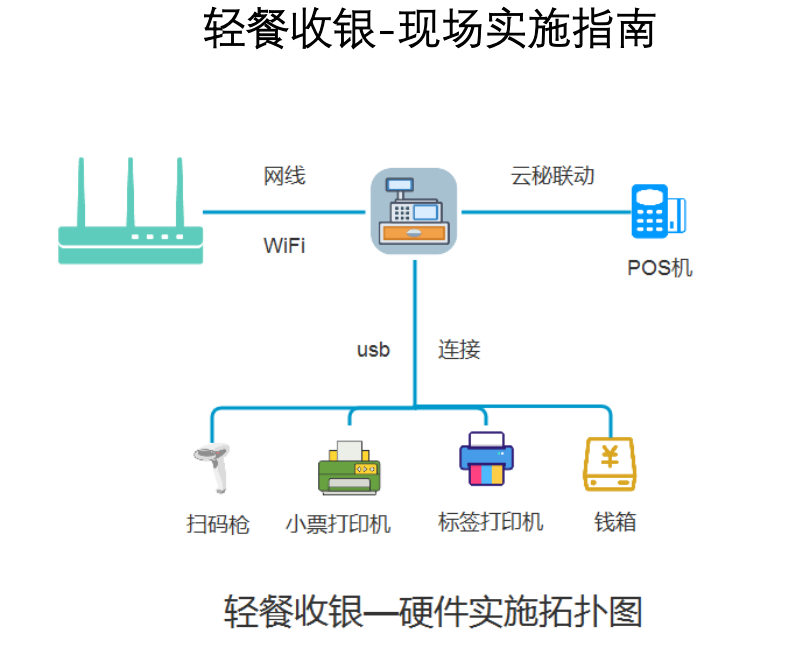 轻餐收银-现场实施指南
网线
云秘联动
WiFi
POS机
usb
连接
¥
扫码枪
小票打印机
标签打印机
钱箱
轻餐收银—硬件实施拓扑图